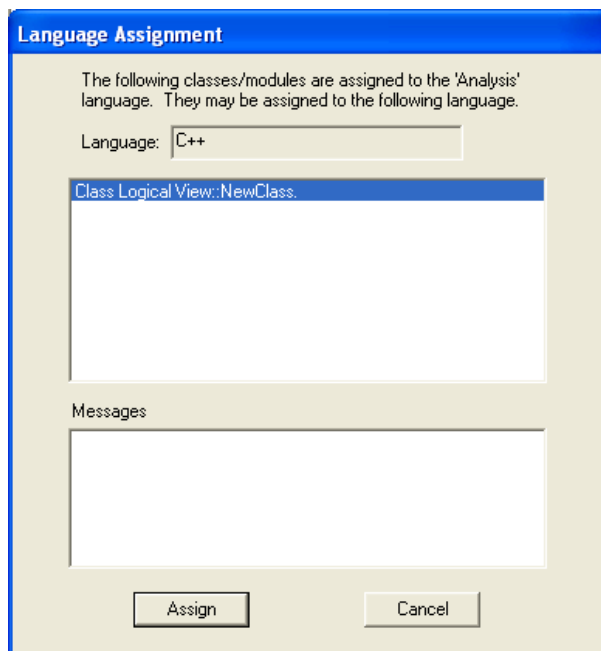 Language Assignment
The following classes/modules are assigned to the 'Analysis'
language.  They may be assigned to the following language.
Language: C++
Class Logical View::NewClass.
Messages
Assign Cancel